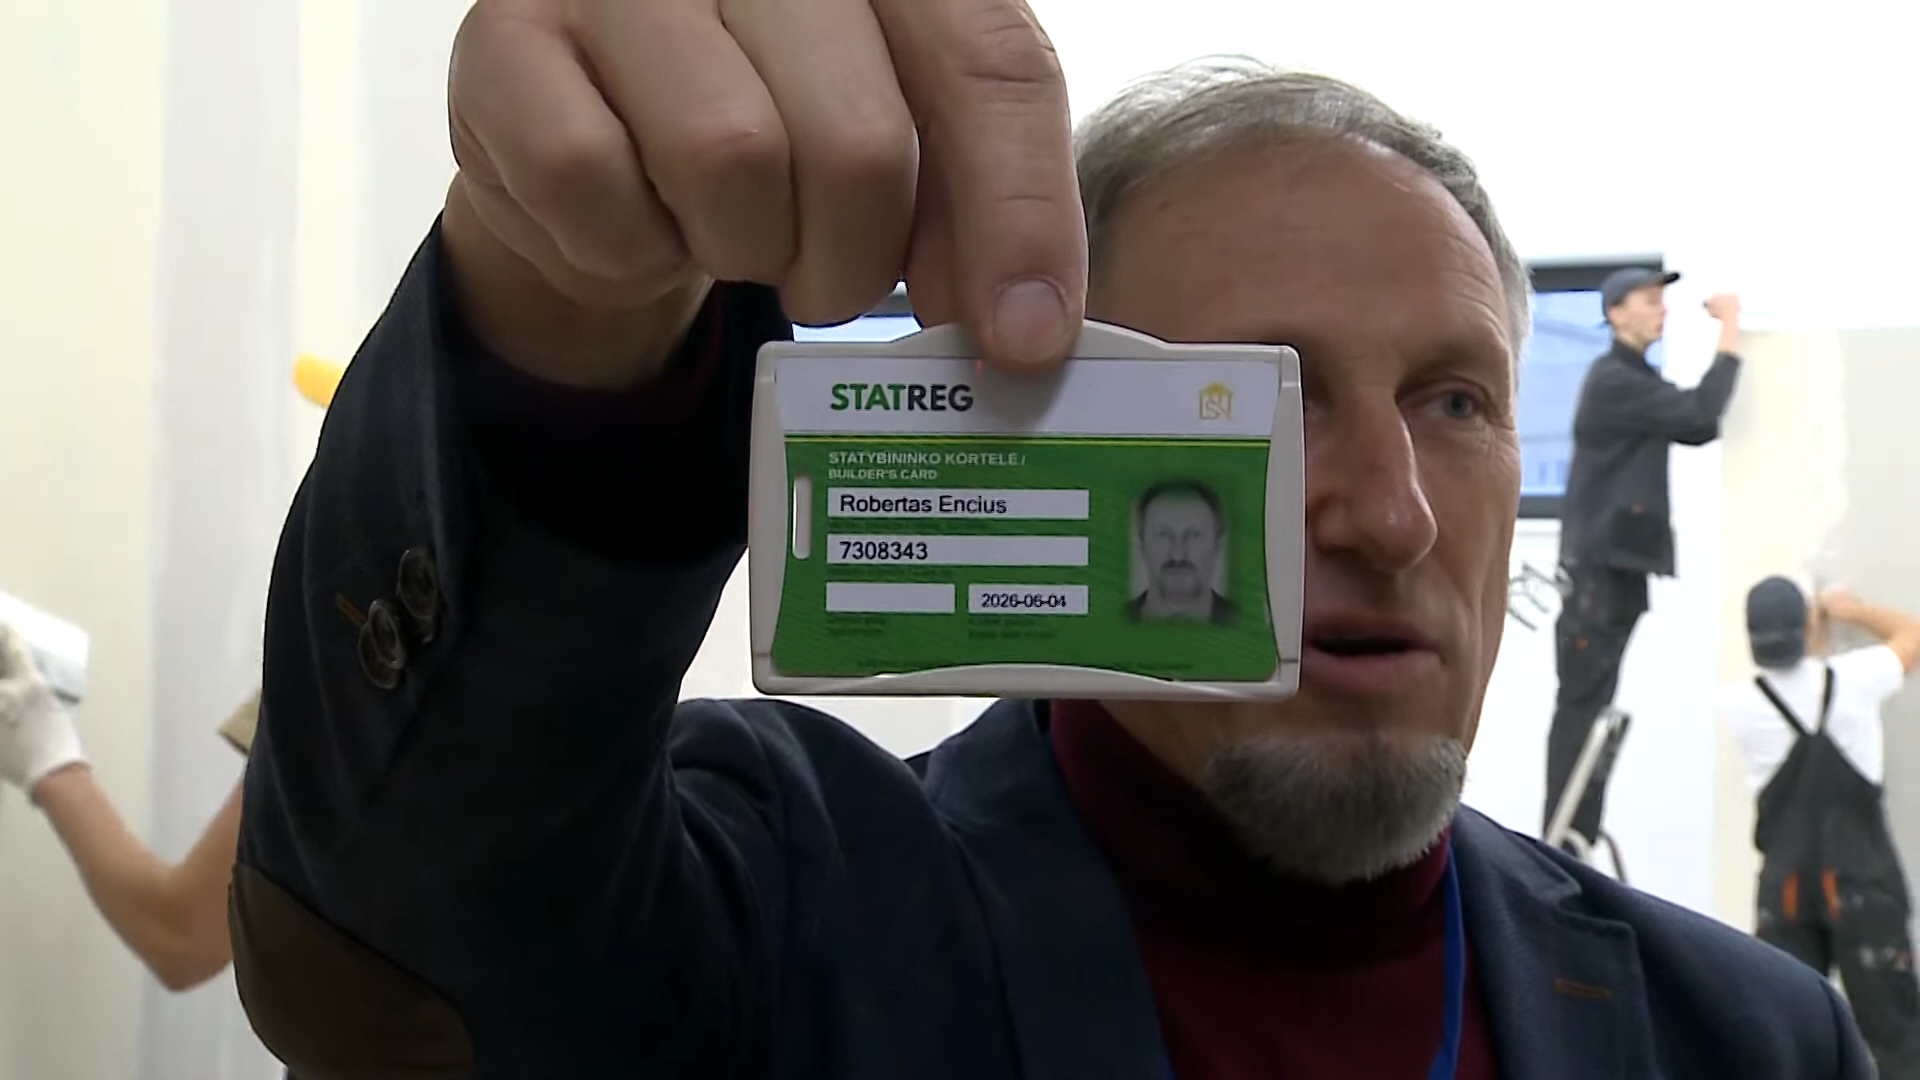 STATREG
STATYBININKO KORTELĖ /
BUILDER'S CARD
Robertas Encius
7308343
2026-06-04